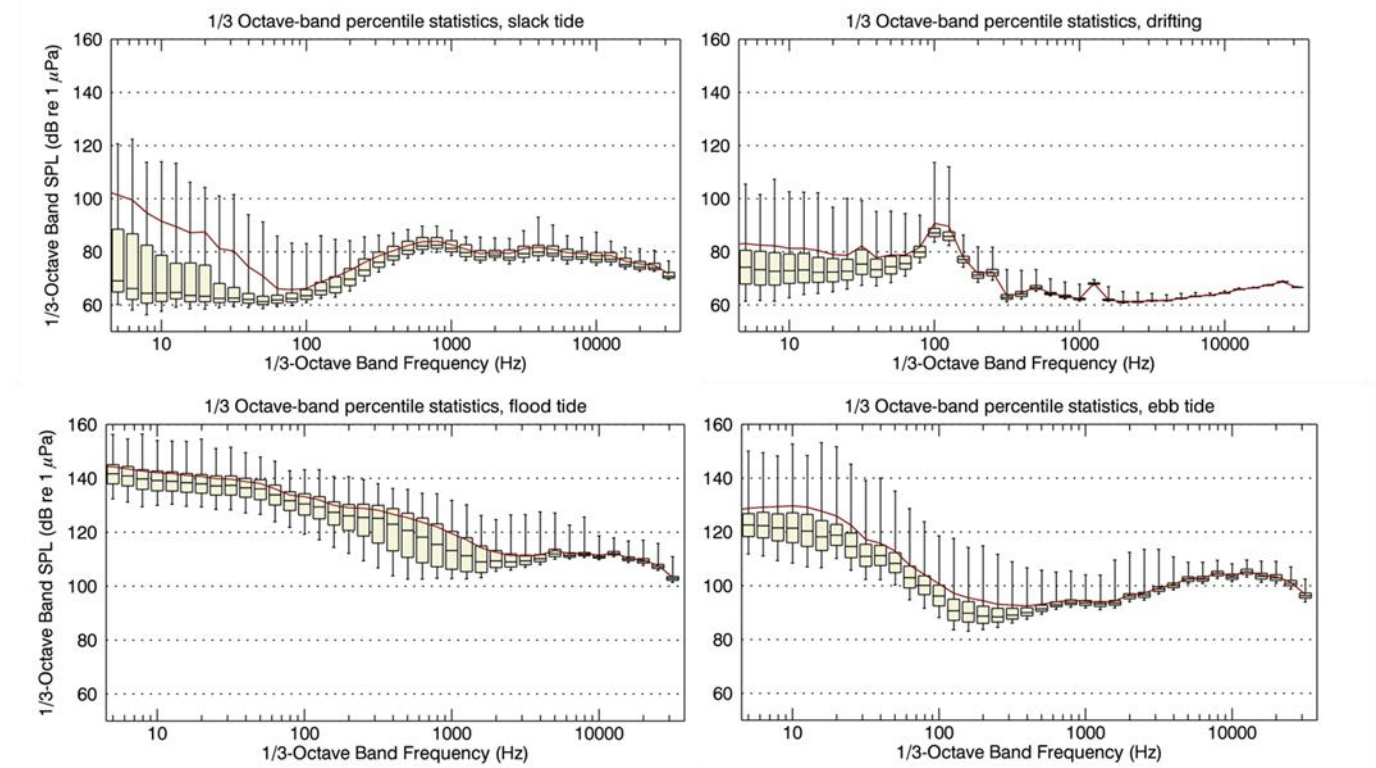 1/3 Octave-band percentile statistics, slack tide
1/3-Octave Band SPL (dB re 1 μPa)
160
140
120
100
80
60
10 100 1000 10000
1/3-Octave Band Frequency (Hz)
1/3 Octave-band percentile statistics, drifting
160
140
120
100
80
60
10 100 1000 10000
1/3-Octave Band Frequency (Hz)
1/3 Octave-band percentile statistics, flood tide
1/3-Octave Band SPL (dB re 1 μPa)
160
140
120
100
80
60
10 100 1000 10000
1/3-Octave Band Frequency (Hz)
1/3 Octave-band percentile statistics, ebb tide
160
140
120
100
80
60
10 100 1000 10000
1/3-Octave Band Frequency (Hz)